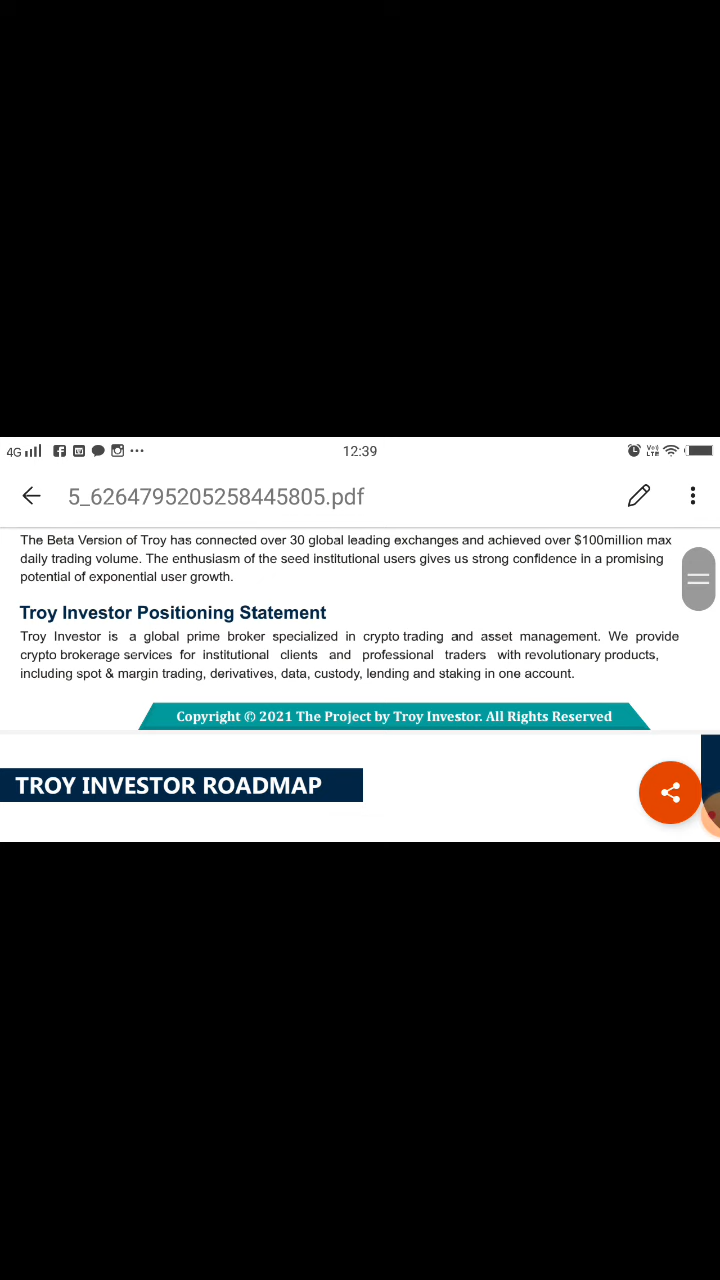 4G 12:39 Vo) LTE
5_6264795205258445805.pdf
The Beta Version of Troy has connected over 30 global leading exchanges and achieved over $100million max
daily trading volume. The enthusiasm of the seed institutional users gives us strong confidence in a promising
potential of exponential user growth.
Troy Investor Positioning Statement
Troy Investor is a global prime broker specialized in crypto trading and asset management. We provide
crypto brokerage services for institutional clients and professional traders with revolutionary products,
including spot & margin trading, derivatives, data, custody, lending and staking in one account.
Copyright © 2021 The Project by Troy Investor. All Rights Reserved
TROY INVESTOR ROADMAP